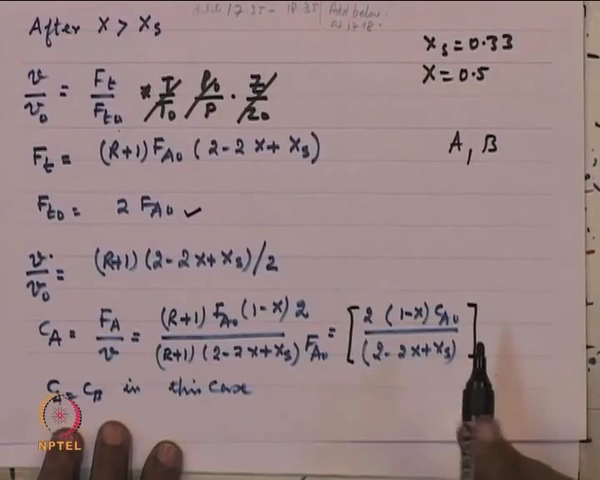 After X > Xs
Xs = 0.33
X = 0.5
v/v0 = Ft/Ft0 * T/T0 P0/P . Z/Z0
Ft = (R+1) FA0 (2-2X+Xs)
A, B
Ft0 = 2 FA0 ✓
v/v0 = (R+1) (2-2X+Xs)/2
CA = FA/v = (R+1) FA0 (1-X) 2 / (R+1) (2-2X+Xs) FA0 = [2 (1-X) CA0 / (2-2X+Xs)]
CA = CB in this case
NPTEL